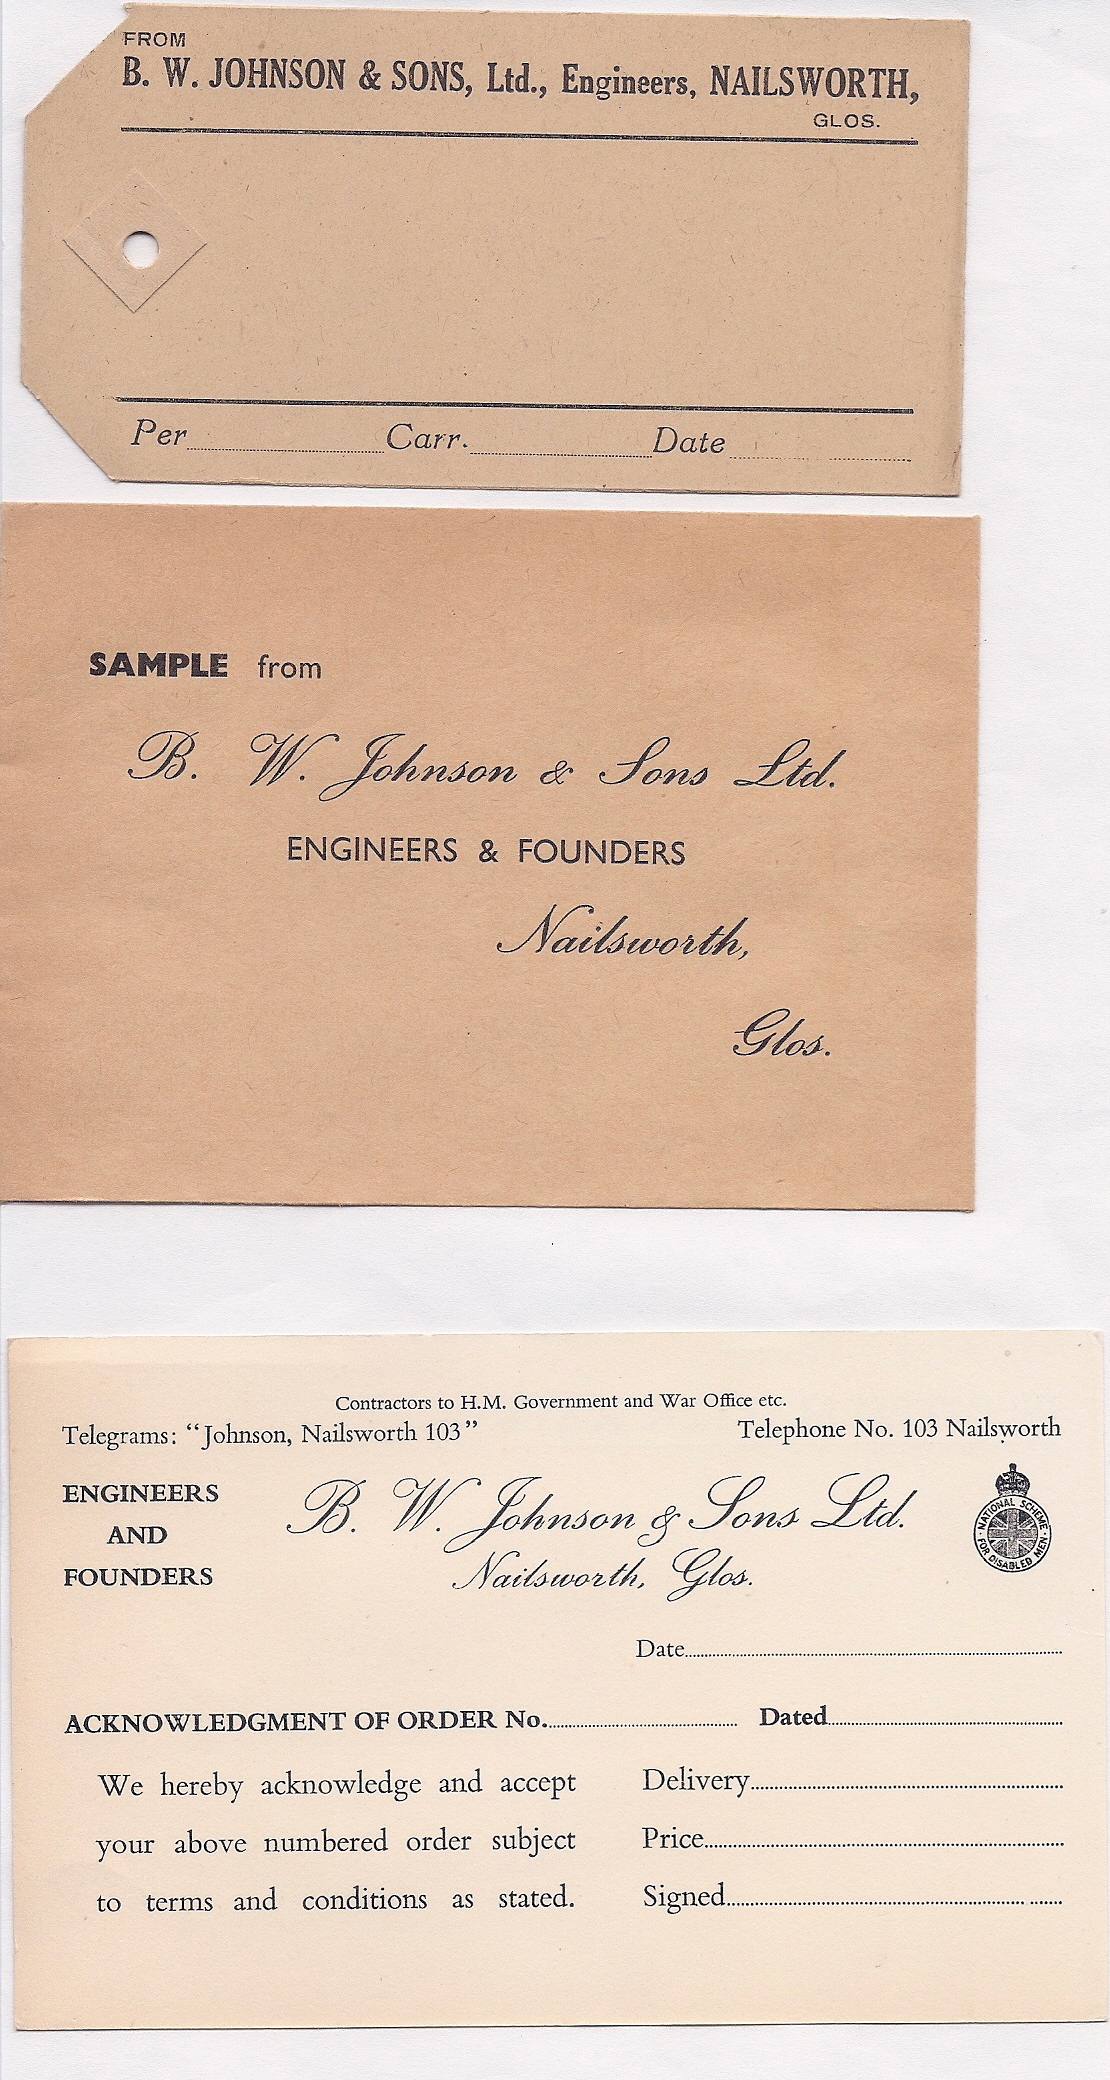 FROM
B. W. JOHNSON & SONS, Ltd., Engineers, NAILSWORTH,
GLOS.
Per Carr. Date
SAMPLE from
B. W. Johnson & Sons Ltd.
ENGINEERS & FOUNDERS
Nailsworth,
Glos.
Contractors to H.M. Government and War Office etc.
Telegrams: “Johnson, Nailsworth 103” Telephone No. 103 Nailsworth
ENGINEERS
AND
FOUNDERS
B. W. Johnson & Sons Ltd.
Nailsworth, Glos.
NATIONAL SCHEME
FOR DISABLED MEN
Date
ACKNOWLEDGMENT OF ORDER No. Dated
We hereby acknowledge and accept
your above numbered order subject
to terms and conditions as stated.
Delivery
Price
Signed